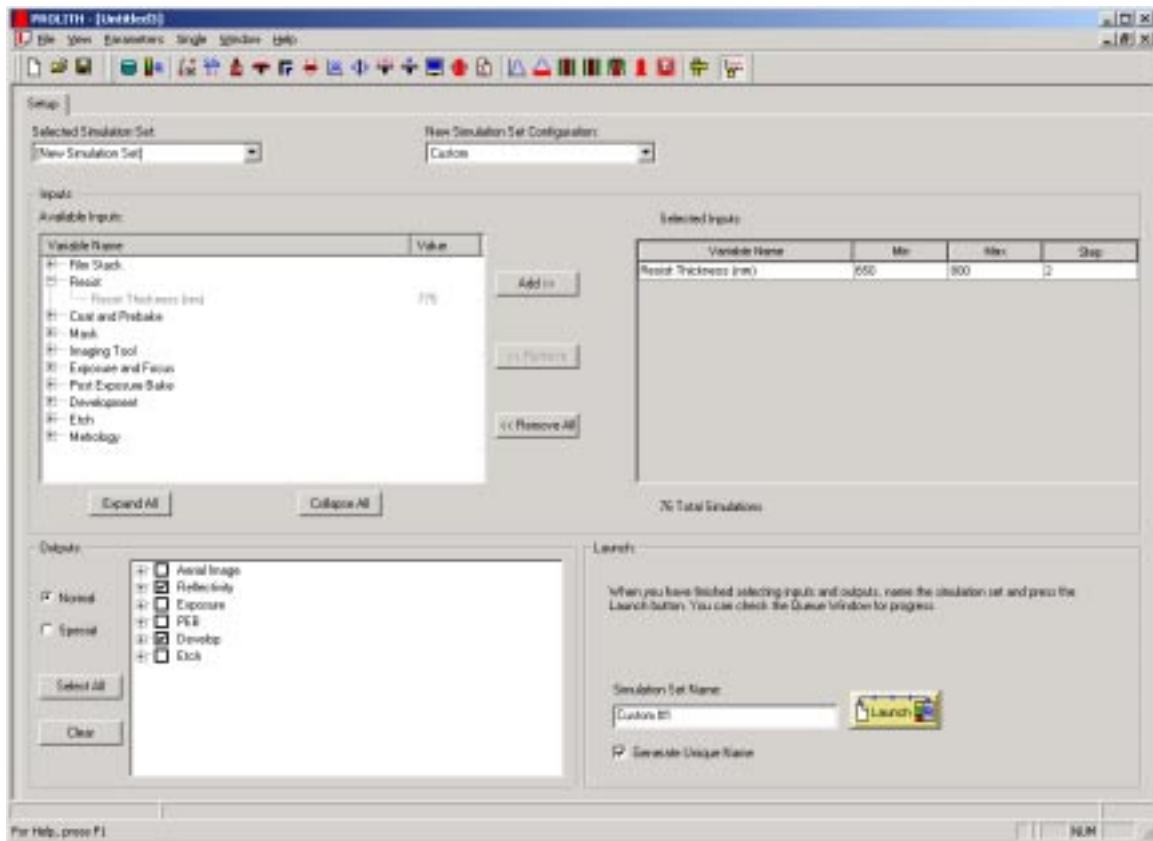 PROLITH - [Untitled3]
File View Parameters Single Window Help
Setup
Selected Simulation Set:
[New Simulation Set]
New Simulation Set Configuration:
Custom
Inputs
Available Inputs:
Variable Name Value
Film Stack
Resist
Resist Thickness (nm) 775
Coat and Prebake
Mask
Imaging Tool
Exposure and Focus
Post Exposure Bake
Development
Etch
Metrology
Add >>
<< Remove
<< Remove All
Expand All
Collapse All
Selected Inputs
Variable Name Min Max Step
Resist Thickness (nm) 650 800 2
76 Total Simulations
Outputs
Normal
Special
Select All
Clear
Aerial Image
Reflectivity
Exposure
PEB
Develop
Etch
Launch
When you have finished selecting inputs and outputs, name the simulation set and press the
Launch button. You can check the Queue Window for progress.
Simulation Set Name:
Custom #1
Launch
Generate Unique Name
For Help, press F1
NUM